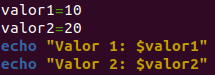 valor1=10
valor2=20
echo "Valor 1: $valor1"
echo "Valor 2: $valor2"